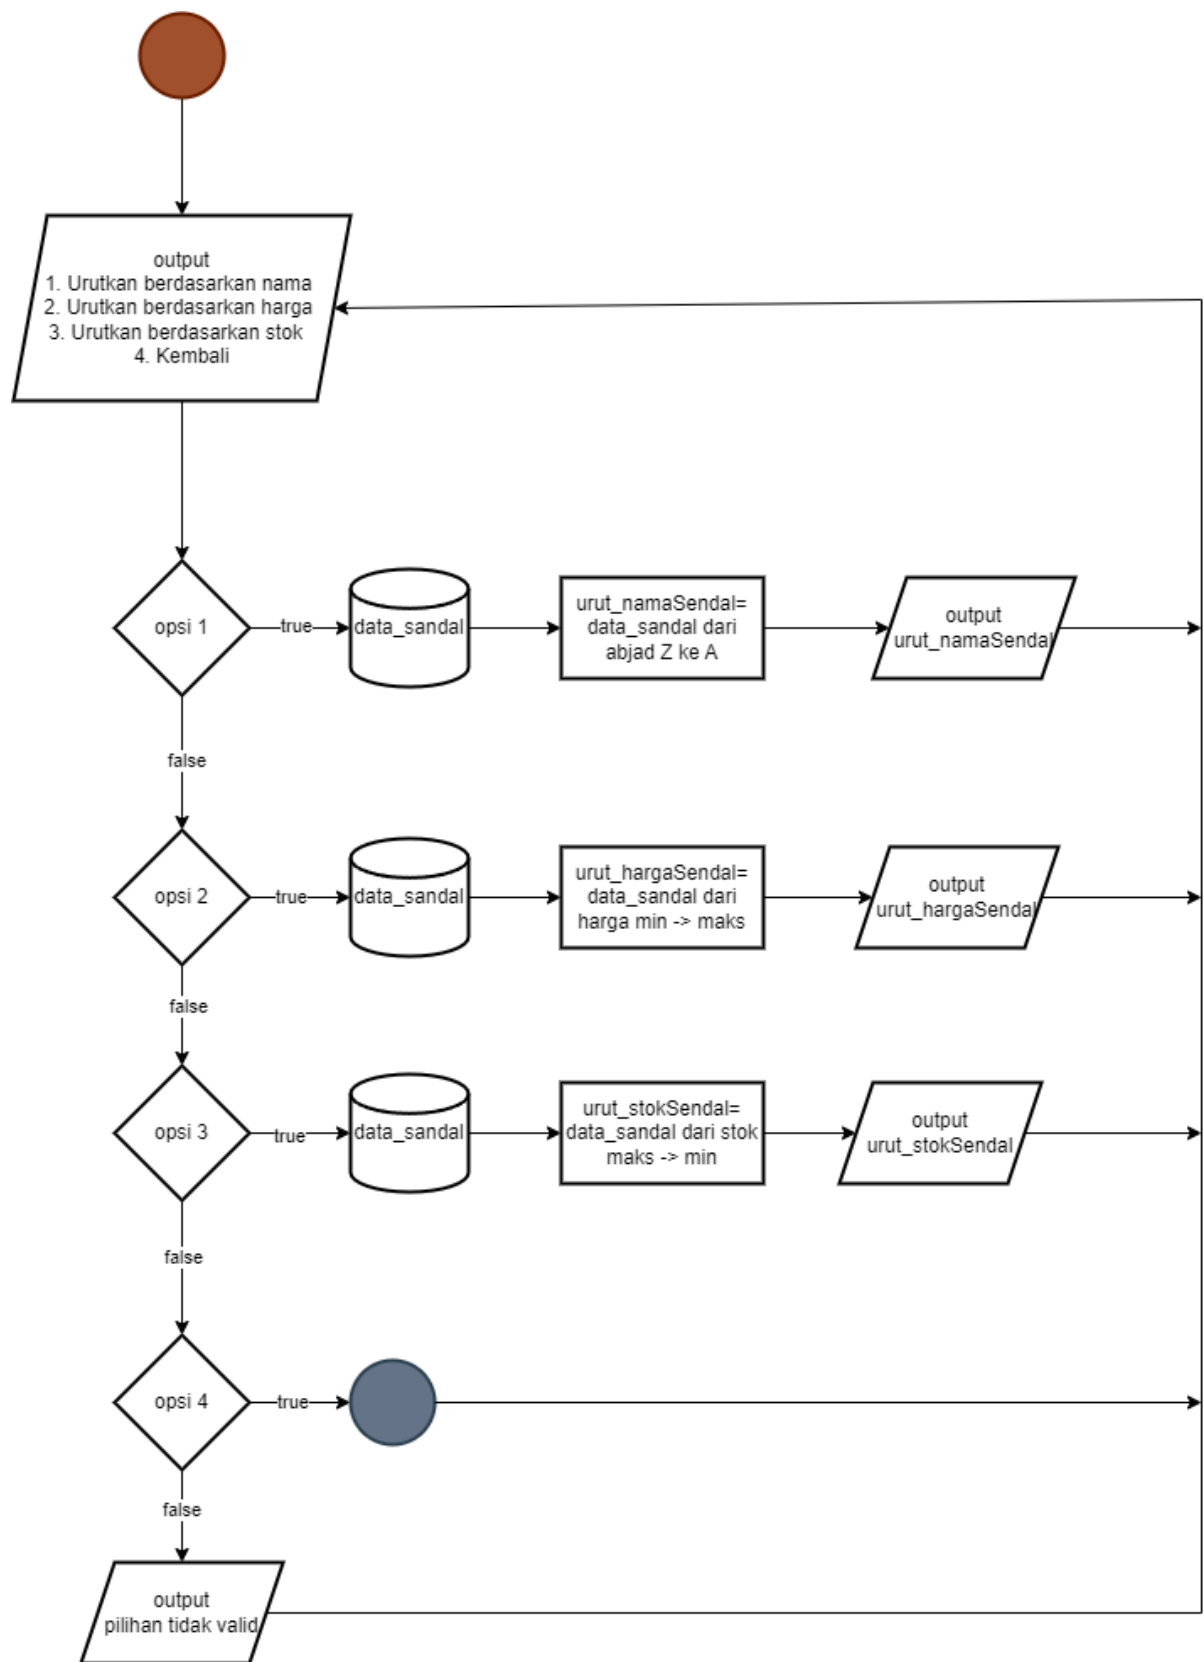 output
1. Urutkan berdasarkan nama
2. Urutkan berdasarkan harga
3. Urutkan berdasarkan stok
4. Kembali
opsi 1
true
data_sandal
urut_namaSendal=
data_sandal dari
abjad Z ke A
output
urut_namaSendal
false
opsi 2
true
data_sandal
urut_hargaSendal=
data_sandal dari
harga min -> maks
output
urut_hargaSendal
false
opsi 3
true
data_sandal
urut_stokSendal=
data_sandal dari stok
maks -> min
output
urut_stokSendal
false
opsi 4
true
false
output
pilihan tidak valid